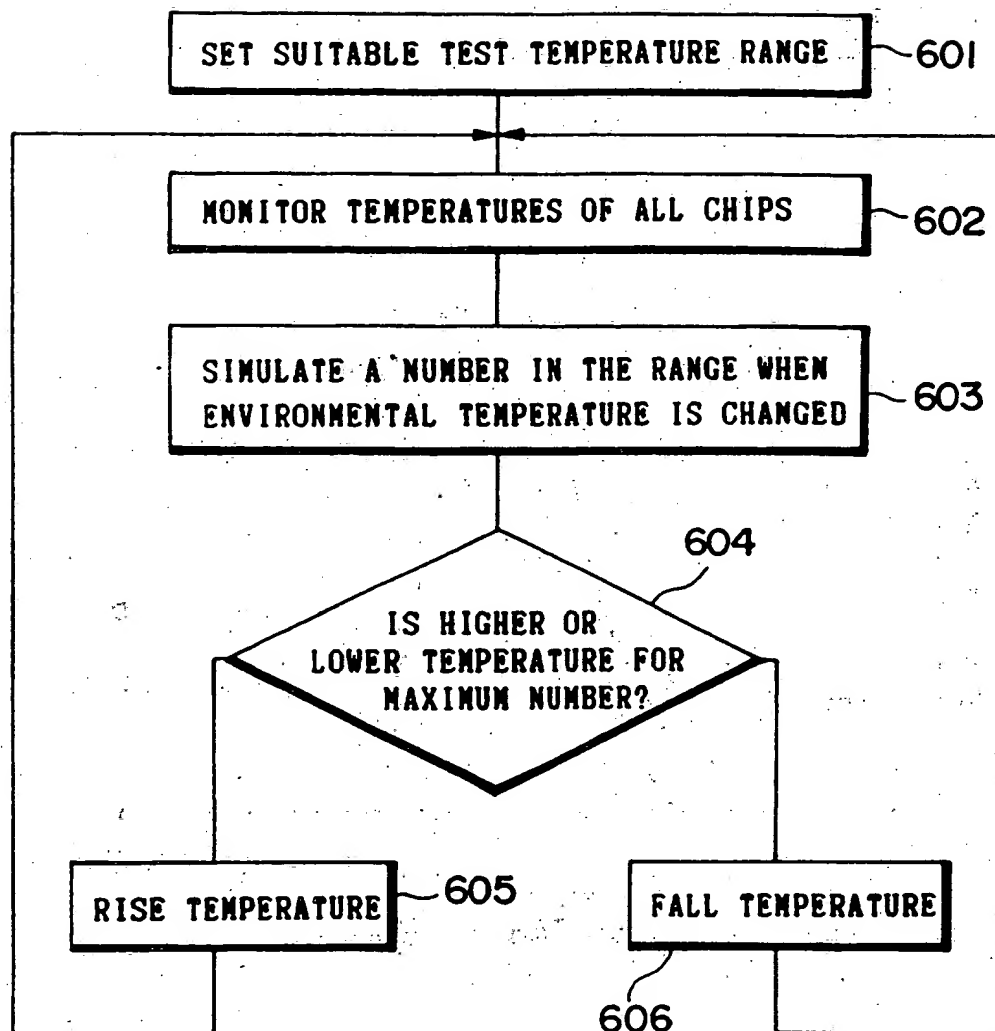 SET SUITABLE TEST TEMPERATURE RANGE
601
MONITOR TEMPERATURES OF ALL CHIPS
602
SIMULATE A NUMBER IN THE RANGE WHEN
ENVIRONMENTAL TEMPERATURE IS CHANGED
603
604
IS HIGHER OR
LOWER TEMPERATURE FOR
MAXIMUM NUMBER?
RISE TEMPERATURE
605
FALL TEMPERATURE
606